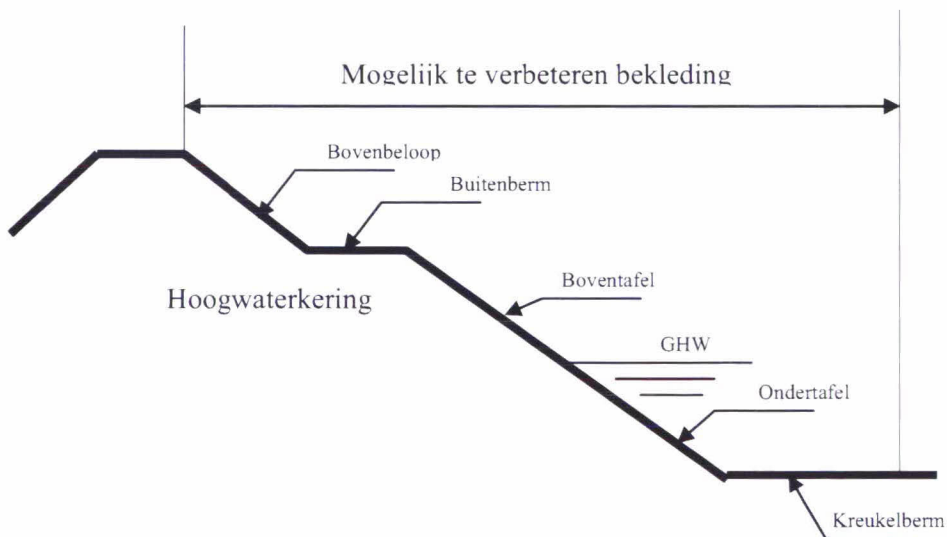 Mogelijk te verbeteren bekleding
Bovenbeloop
Buitenberm
Hoogwaterkering
Boventafel
GHW
Ondertafel
Kreukelberm